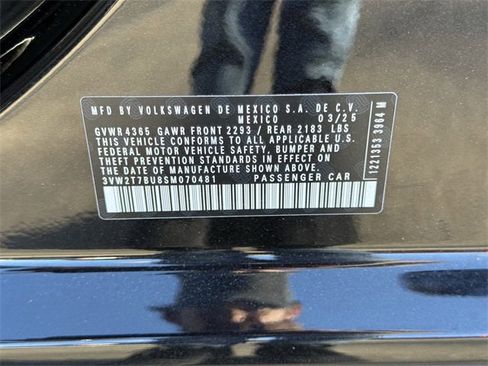 MFD BY VOLKSWAGEN DE MEXICO S.A. DE C.V.
MEXICO 03/25
GVWR 4365 GAWR FRONT 2293 / REAR 2183 LBS
THIS VEHICLE CONFORMS TO ALL APPLICABLE U.S.
FEDERAL MOTOR VEHICLE SAFETY, BUMPER AND
THEFT PREVENTION STANDARDS IN EFFECT ON THE
DATE OF MANUFACTURE SHOWN ABOVE.
3VW2T7BU8SM070481
PASSENGER CAR
1221353 3964 M